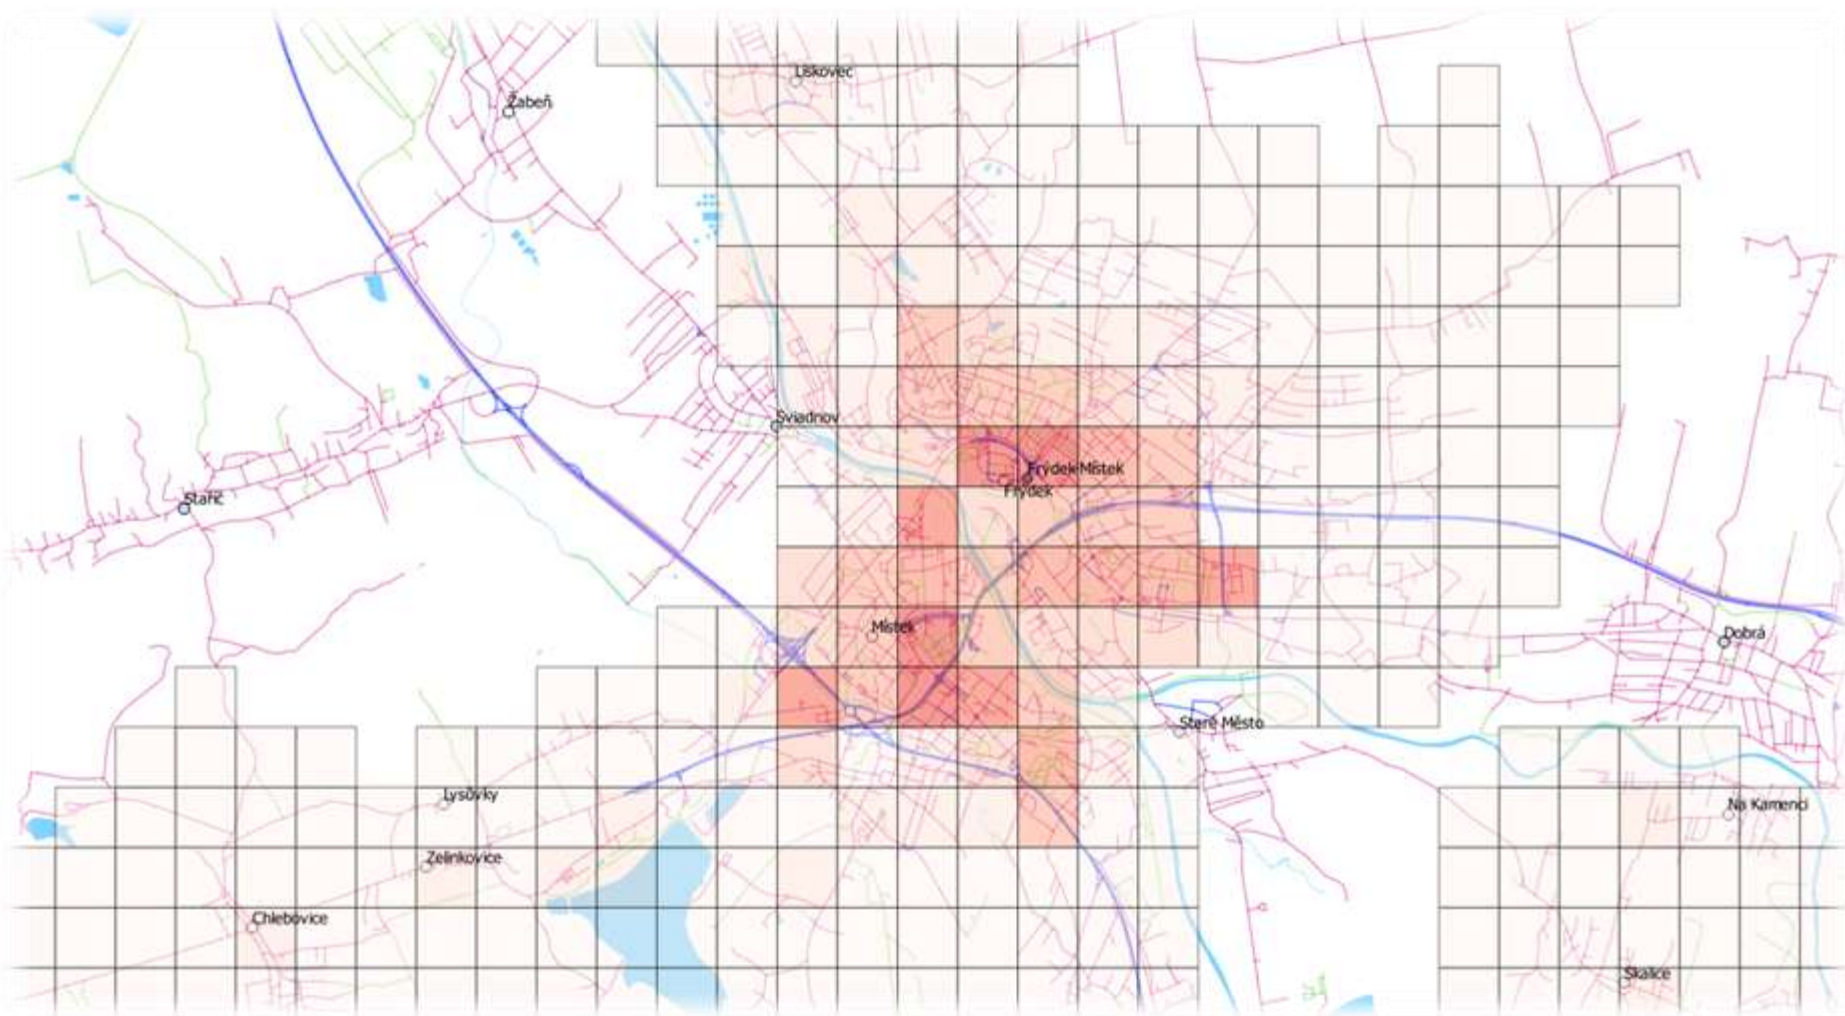 Lískovec
Žabeň
Sviadnov
Frýdek-Místek
Frýdek
Staříč
Místek
Dobrá
Staré Město
Lysůvky
Na Kamenci
Zelinkovice
Chlebovice
Skalice